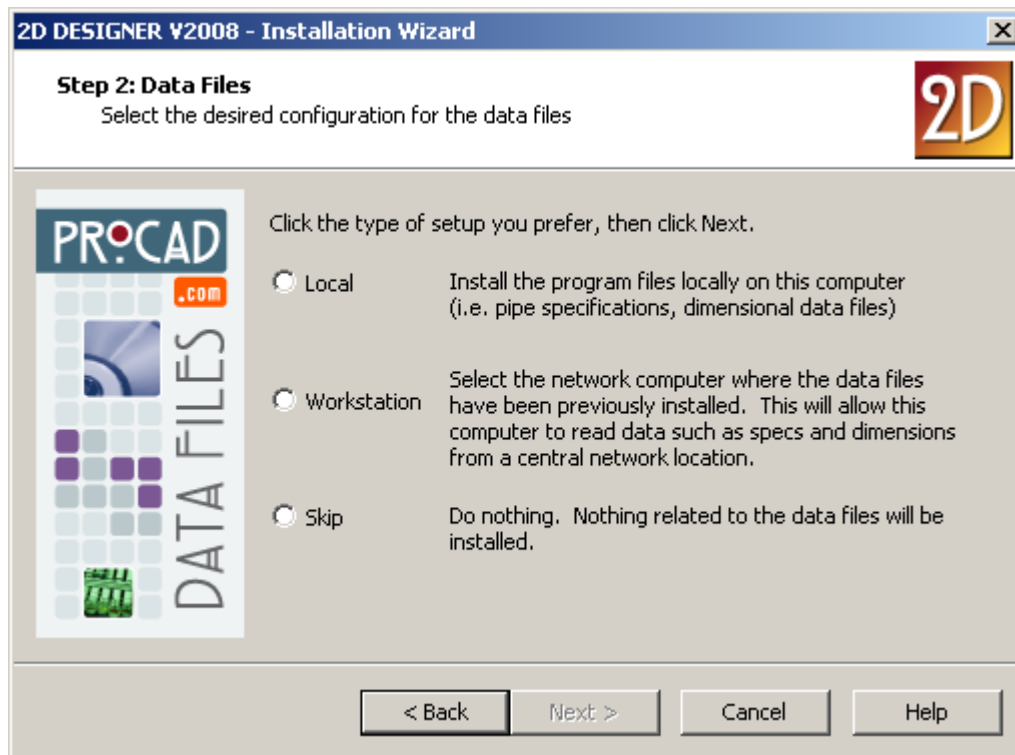 2D DESIGNER V2008 - Installation Wizard
Step 2: Data Files
Select the desired configuration for the data files
2D
PROCAD
.com
DATA FILES
Click the type of setup you prefer, then click Next.
Local
Install the program files locally on this computer
(i.e. pipe specifications, dimensional data files)
Workstation
Select the network computer where the data files
have been previously installed.  This will allow this
computer to read data such as specs and dimensions
from a central network location.
Skip
Do nothing.  Nothing related to the data files will be
installed.
< Back
Next >
Cancel
Help